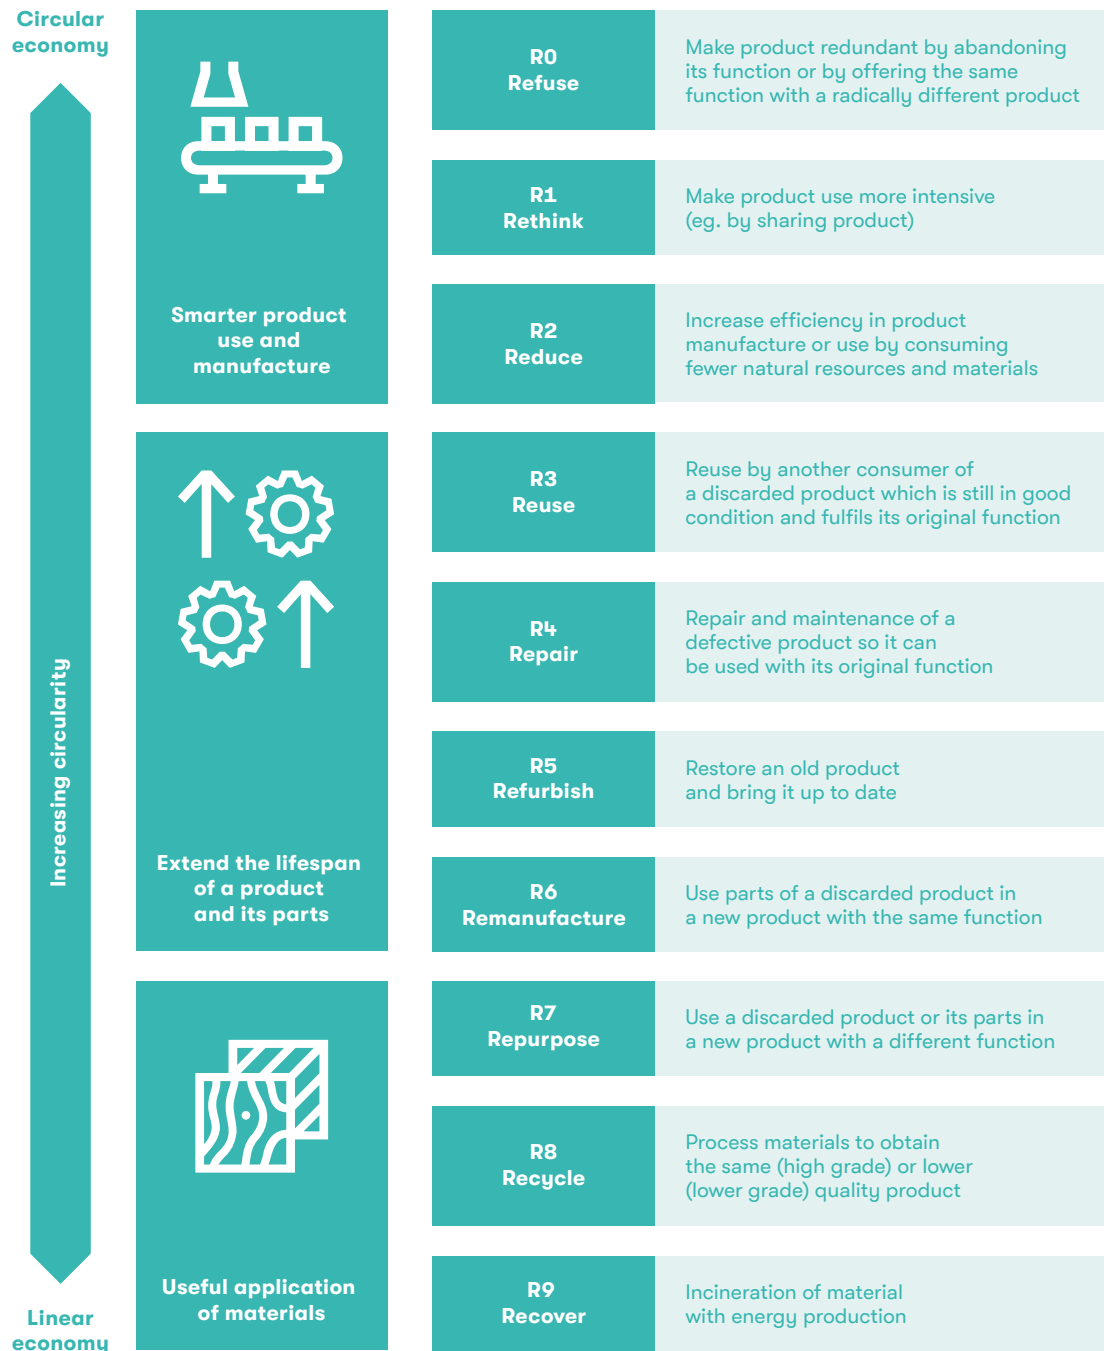 Circular
economy
Increasing circularity
Linear
economy
Smarter product
use and
manufacture
R0
Refuse
Make product redundant by abandoning
its function or by offering the same
function with a radically different product
R1
Rethink
Make product use more intensive
(eg. by sharing product)
R2
Reduce
Increase efficiency in product
manufacture or use by consuming
fewer natural resources and materials
Extend the lifespan
of a product
and its parts
R3
Reuse
Reuse by another consumer of
a discarded product which is still in good
condition and fulfils its original function
R4
Repair
Repair and maintenance of a
defective product so it can
be used with its original function
R5
Refurbish
Restore an old product
and bring it up to date
R6
Remanufacture
Use parts of a discarded product in
a new product with the same function
Useful application
of materials
R7
Repurpose
Use a discarded product or its parts in
a new product with a different function
R8
Recycle
Process materials to obtain
the same (high grade) or lower
(lower grade) quality product
R9
Recover
Incineration of material
with energy production